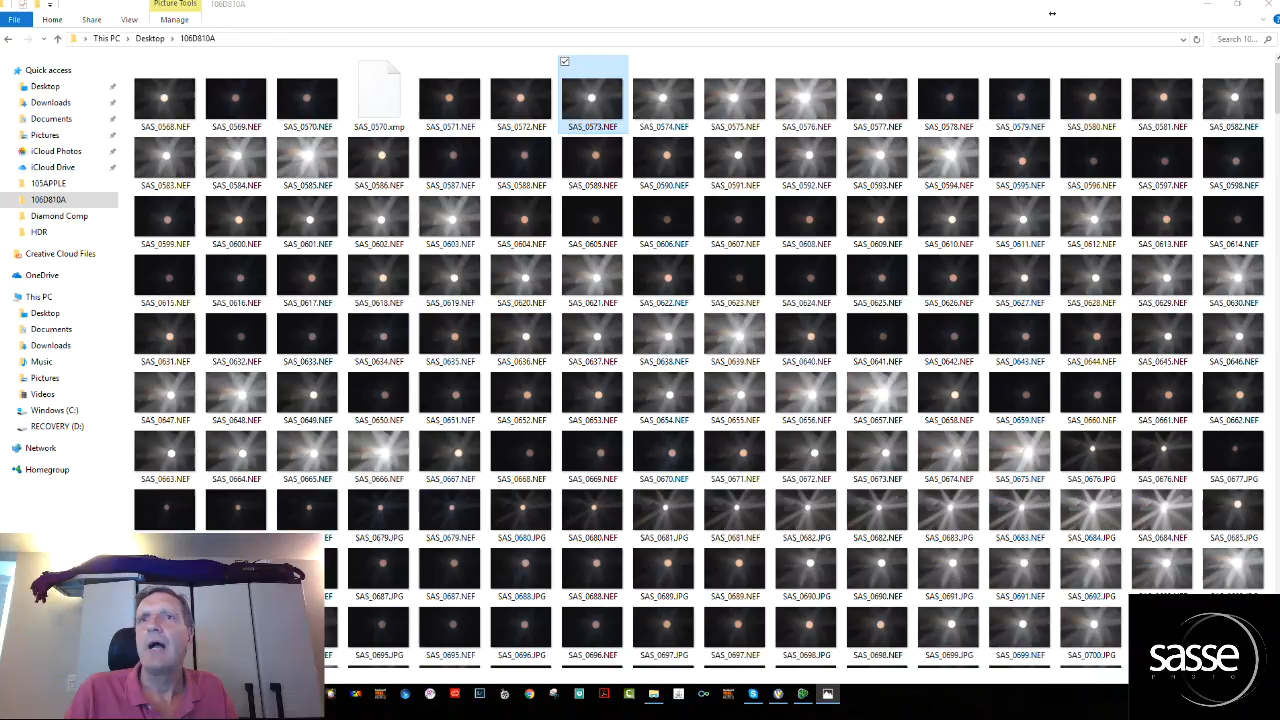 Picture Tools 106D810A
File Home Share View Manage
This PC Desktop 106D810A Search 10...
Quick access
Desktop
Downloads
Documents
Pictures
iCloud Photos
iCloud Drive
105APPLE
106D810A
Diamond Comp
HDR
Creative Cloud Files
OneDrive
This PC
Desktop
Documents
Downloads
Music
Pictures
Videos
Windows (C:)
RECOVERY (D:)
Network
Homegroup
SAS_0568.NEF SAS_0569.NEF SAS_0570.NEF SAS_0570.xmp SAS_0571.NEF SAS_0572.NEF SAS_0573.NEF SAS_0574.NEF SAS_0575.NEF SAS_0576.NEF SAS_0577.NEF SAS_0578.NEF SAS_0579.NEF SAS_0580.NEF SAS_0581.NEF SAS_0582.NEF
SAS_0583.NEF SAS_0584.NEF SAS_0585.NEF SAS_0586.NEF SAS_0587.NEF SAS_0588.NEF SAS_0589.NEF SAS_0590.NEF SAS_0591.NEF SAS_0592.NEF SAS_0593.NEF SAS_0594.NEF SAS_0595.NEF SAS_0596.NEF SAS_0597.NEF SAS_0598.NEF
SAS_0599.NEF SAS_0600.NEF SAS_0601.NEF SAS_0602.NEF SAS_0603.NEF SAS_0604.NEF SAS_0605.NEF SAS_0606.NEF SAS_0607.NEF SAS_0608.NEF SAS_0609.NEF SAS_0610.NEF SAS_0611.NEF SAS_0612.NEF SAS_0613.NEF SAS_0614.NEF
SAS_0615.NEF SAS_0616.NEF SAS_0617.NEF SAS_0618.NEF SAS_0619.NEF SAS_0620.NEF SAS_0621.NEF SAS_0622.NEF SAS_0623.NEF SAS_0624.NEF SAS_0625.NEF SAS_0626.NEF SAS_0627.NEF SAS_0628.NEF SAS_0629.NEF SAS_0630.NEF
SAS_0631.NEF SAS_0632.NEF SAS_0633.NEF SAS_0634.NEF SAS_0635.NEF SAS_0636.NEF SAS_0637.NEF SAS_0638.NEF SAS_0639.NEF SAS_0640.NEF SAS_0641.NEF SAS_0642.NEF SAS_0643.NEF SAS_0644.NEF SAS_0645.NEF SAS_0646.NEF
SAS_0647.NEF SAS_0648.NEF SAS_0649.NEF SAS_0650.NEF SAS_0651.NEF SAS_0652.NEF SAS_0653.NEF SAS_0654.NEF SAS_0655.NEF SAS_0656.NEF SAS_0657.NEF SAS_0658.NEF SAS_0659.NEF SAS_0660.NEF SAS_0661.NEF SAS_0662.NEF
SAS_0663.NEF SAS_0664.NEF SAS_0665.NEF SAS_0666.NEF SAS_0667.NEF SAS_0668.NEF SAS_0669.NEF SAS_0670.NEF SAS_0671.NEF SAS_0672.NEF SAS_0673.NEF SAS_0674.NEF SAS_0675.NEF SAS_0676.JPG SAS_0676.NEF SAS_0677.JPG
EF SAS_0679.JPG SAS_0679.NEF SAS_0680.JPG SAS_0680.NEF SAS_0681.JPG SAS_0681.NEF SAS_0682.JPG SAS_0682.NEF SAS_0683.JPG SAS_0683.NEF SAS_0684.JPG SAS_0684.NEF SAS_0685.JPG
SAS_0687.JPG SAS_0687.NEF SAS_0688.JPG SAS_0688.NEF SAS_0689.JPG SAS_0689.NEF SAS_0690.JPG SAS_0690.NEF SAS_0691.JPG SAS_0691.NEF SAS_0692.JPG
SAS_0695.JPG SAS_0695.NEF SAS_0696.JPG SAS_0696.NEF SAS_0697.JPG SAS_0697.NEF SAS_0698.JPG SAS_0698.NEF SAS_0699.JPG SAS_0699.NEF SAS_0700.JPG
sasse
PHOTO